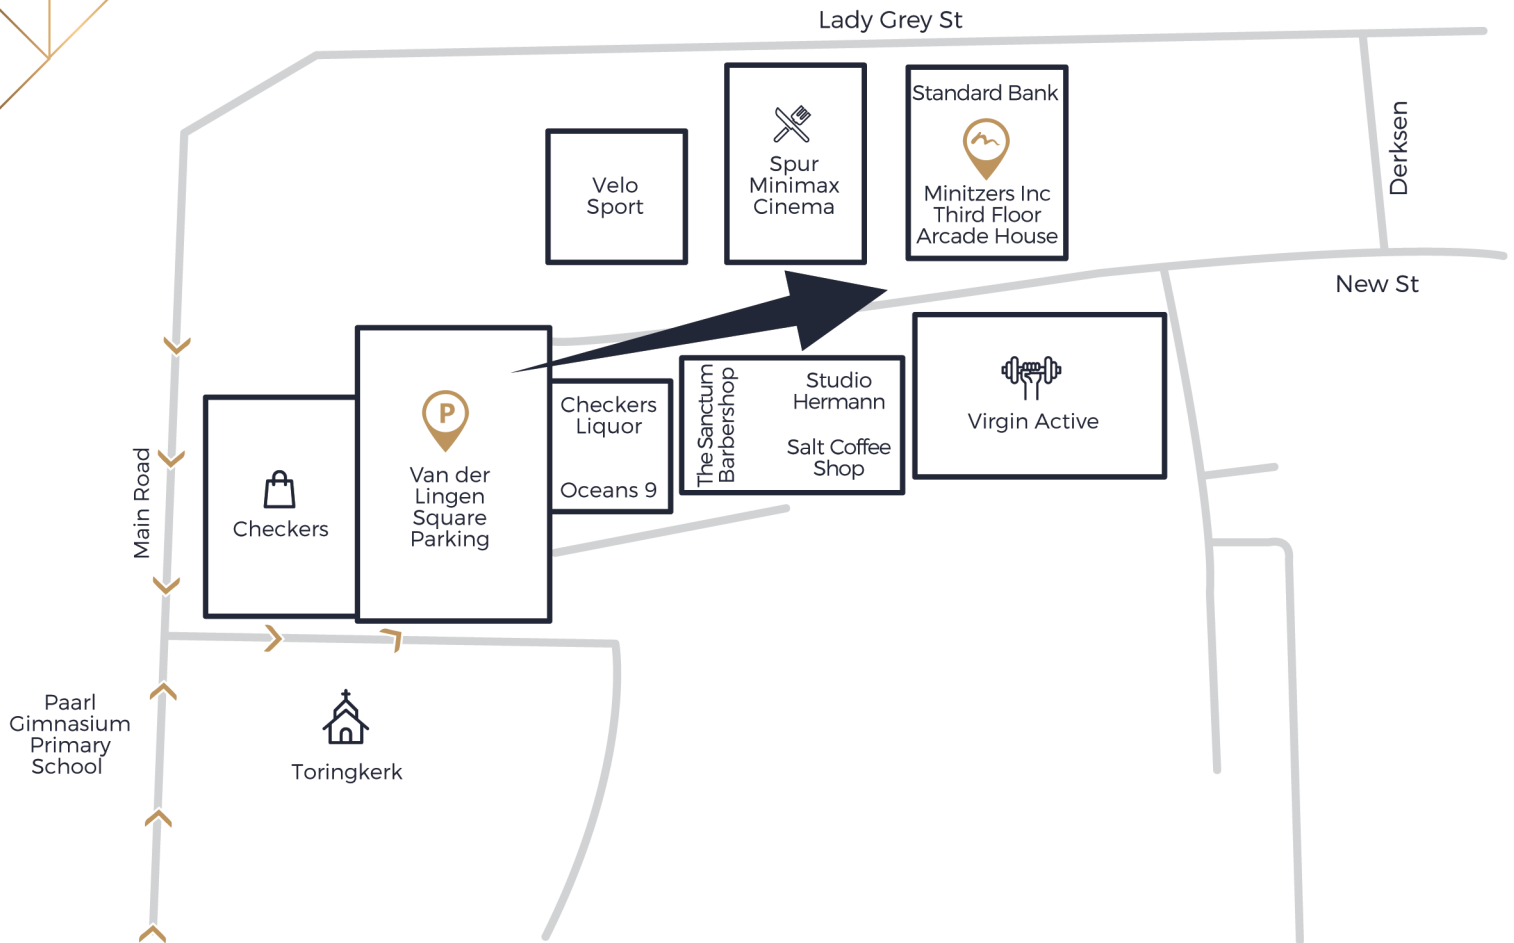 Lady Grey St
Standard Bank
Minitzers Inc
Third Floor
Arcade House
Spur
Minimax
Cinema
Velo
Sport
Derksen
New St
The Sanctum
Barbershop
Studio
Hermann
Salt Coffee
Shop
Virgin Active
Checkers
Liquor
Oceans 9
P
Van der
Lingen
Square
Parking
Checkers
Main Road
Paarl
Gimnasium
Primary
School
Toringkerk